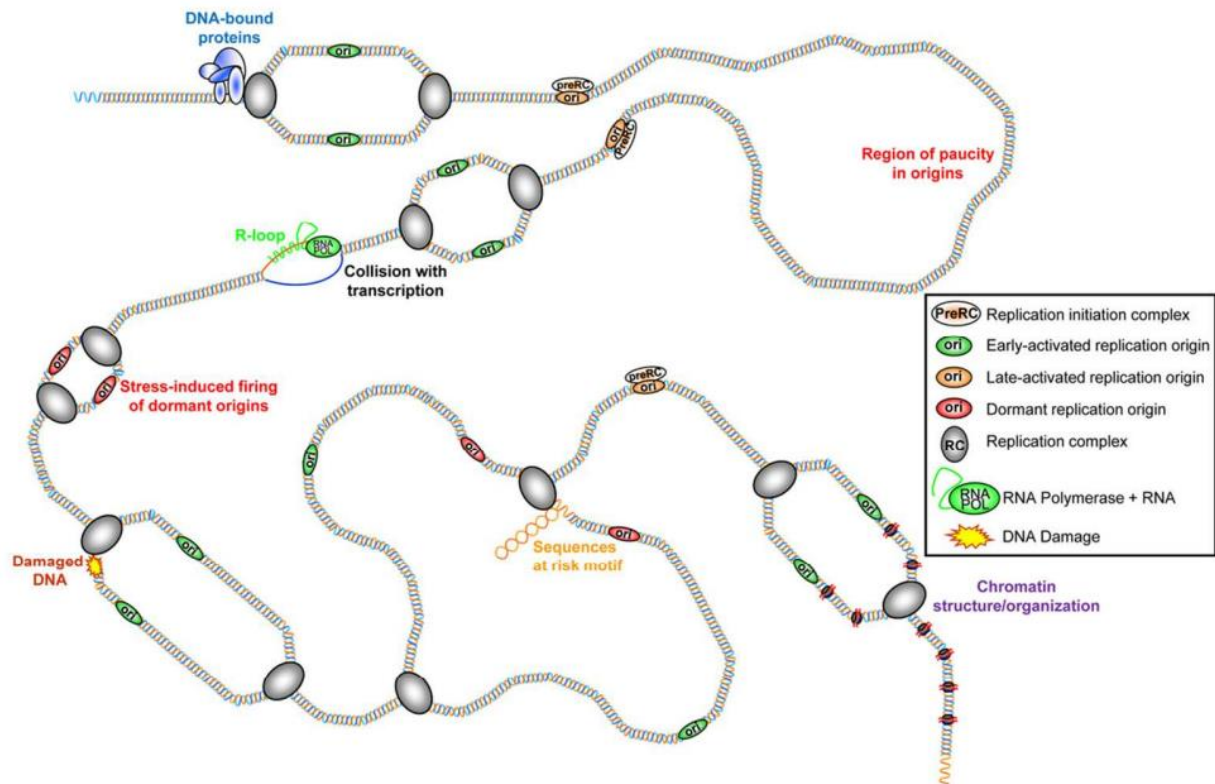 DNA-bound
proteins
ori
ori
preRC
ori
ori
PreRC
Region of paucity
in origins
ori
ori
R-loop
RNA
POL
Collision with
transcription
ori
ori
Stress-induced firing
of dormant origins
preRC
ori
ori
ori
ori
Sequences
at risk motif
ori
ori
Damaged
DNA
ori
ori
ori
ori
Chromatin
structure/organization
PreRC Replication initiation complex
ori Early-activated replication origin
ori Late-activated replication origin
ori Dormant replication origin
RC Replication complex
RNA
POL RNA Polymerase + RNA
DNA Damage